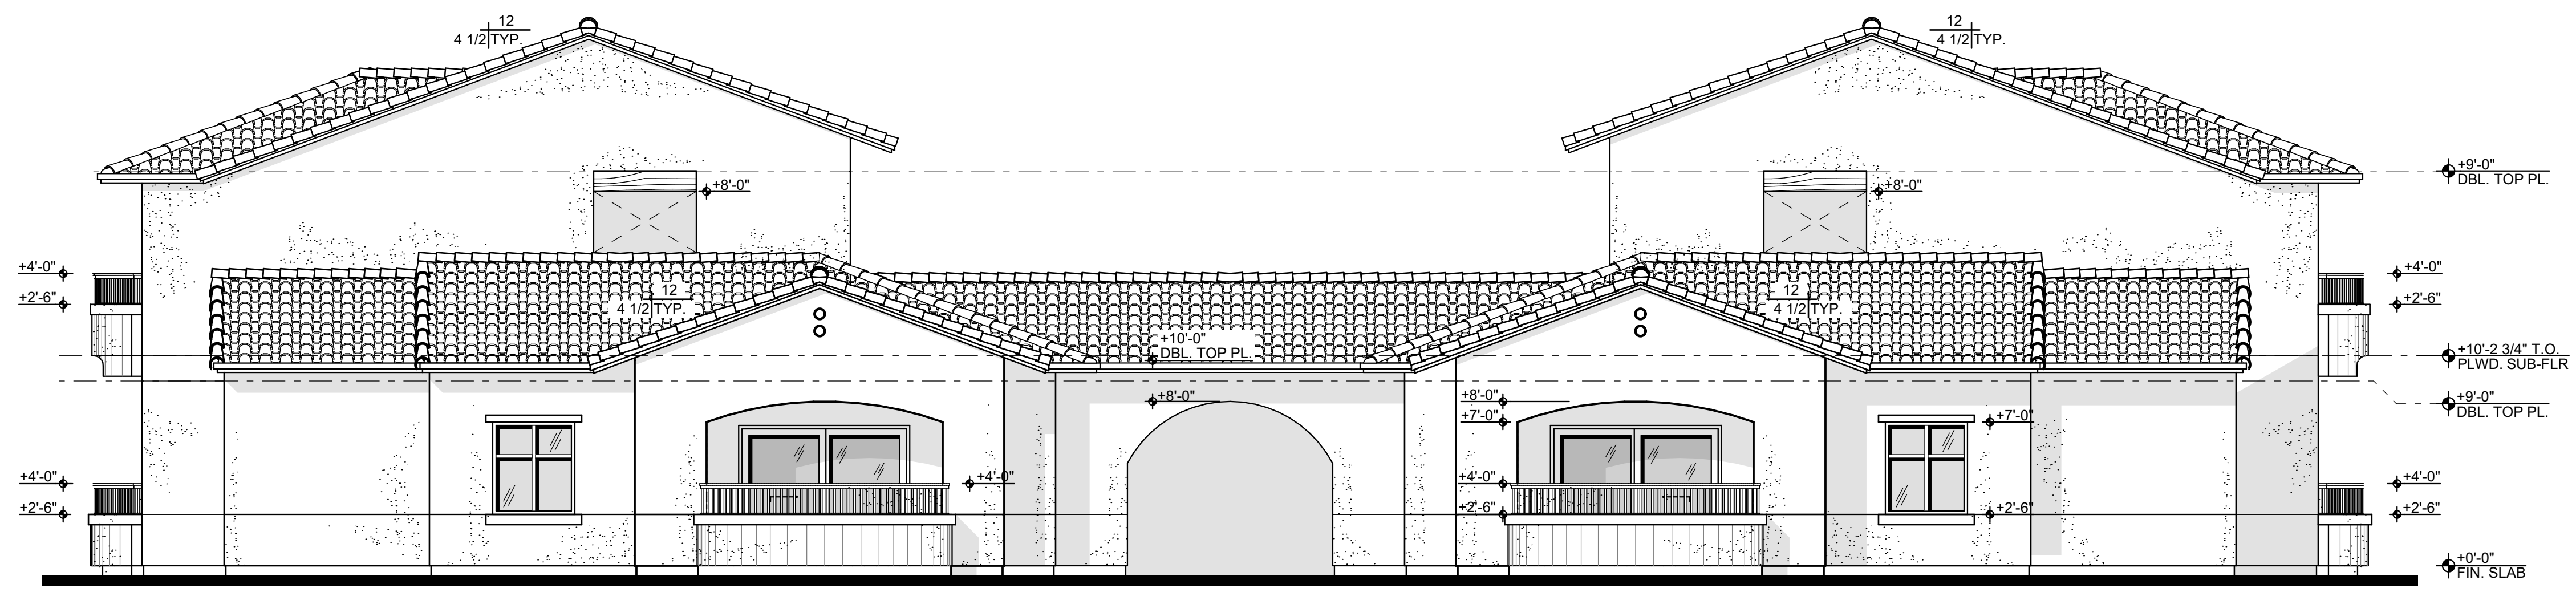 12
4 1/2 TYP.
12
4 1/2 TYP.
+9'-0"
DBL. TOP PL.
+8'-0"
+8'-0"
+4'-0"
+4'-0"
+2'-6"
+2'-6"
12
4 1/2 TYP.
12
4 1/2 TYP.
+10'-0"
DBL. TOP PL.
+10'-2 3/4" T.O.
PLWD. SUB-FLR
+8'-0"
+8'-0"
+9'-0"
DBL. TOP PL.
+7'-0"
+7'-0"
+4'-0"
+4'-0"
+4'-0"
+4'-0"
+2'-6"
+2'-6"
+2'-6"
+2'-6"
+0'-0"
FIN. SLAB